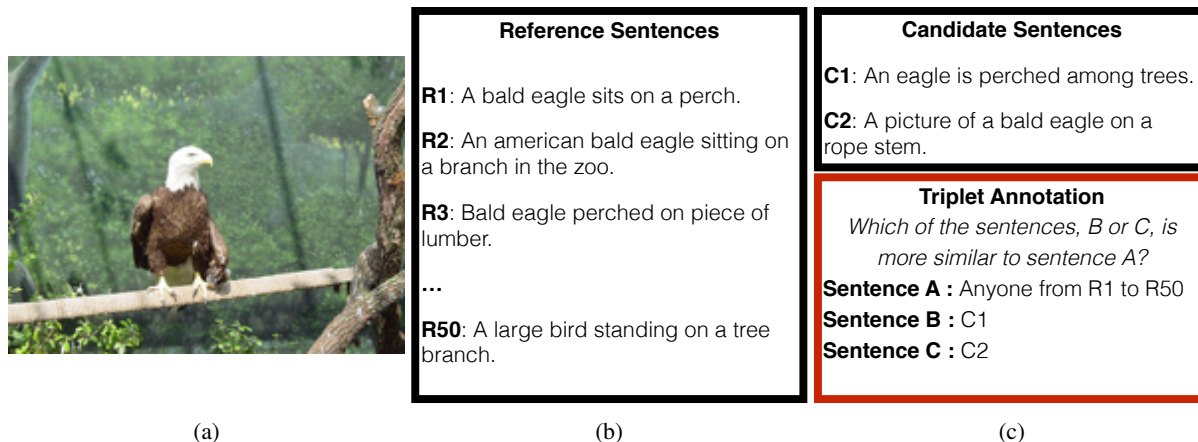 Reference Sentences
R1: A bald eagle sits on a perch.
R2: An american bald eagle sitting on
a branch in the zoo.
R3: Bald eagle perched on piece of
lumber.
...
R50: A large bird standing on a tree
branch.
Candidate Sentences
C1: An eagle is perched among trees.
C2: A picture of a bald eagle on a
rope stem.
Triplet Annotation
Which of the sentences, B or C, is
more similar to sentence A?
Sentence A : Anyone from R1 to R50
Sentence B : C1
Sentence C : C2
(a)
(b)
(c)